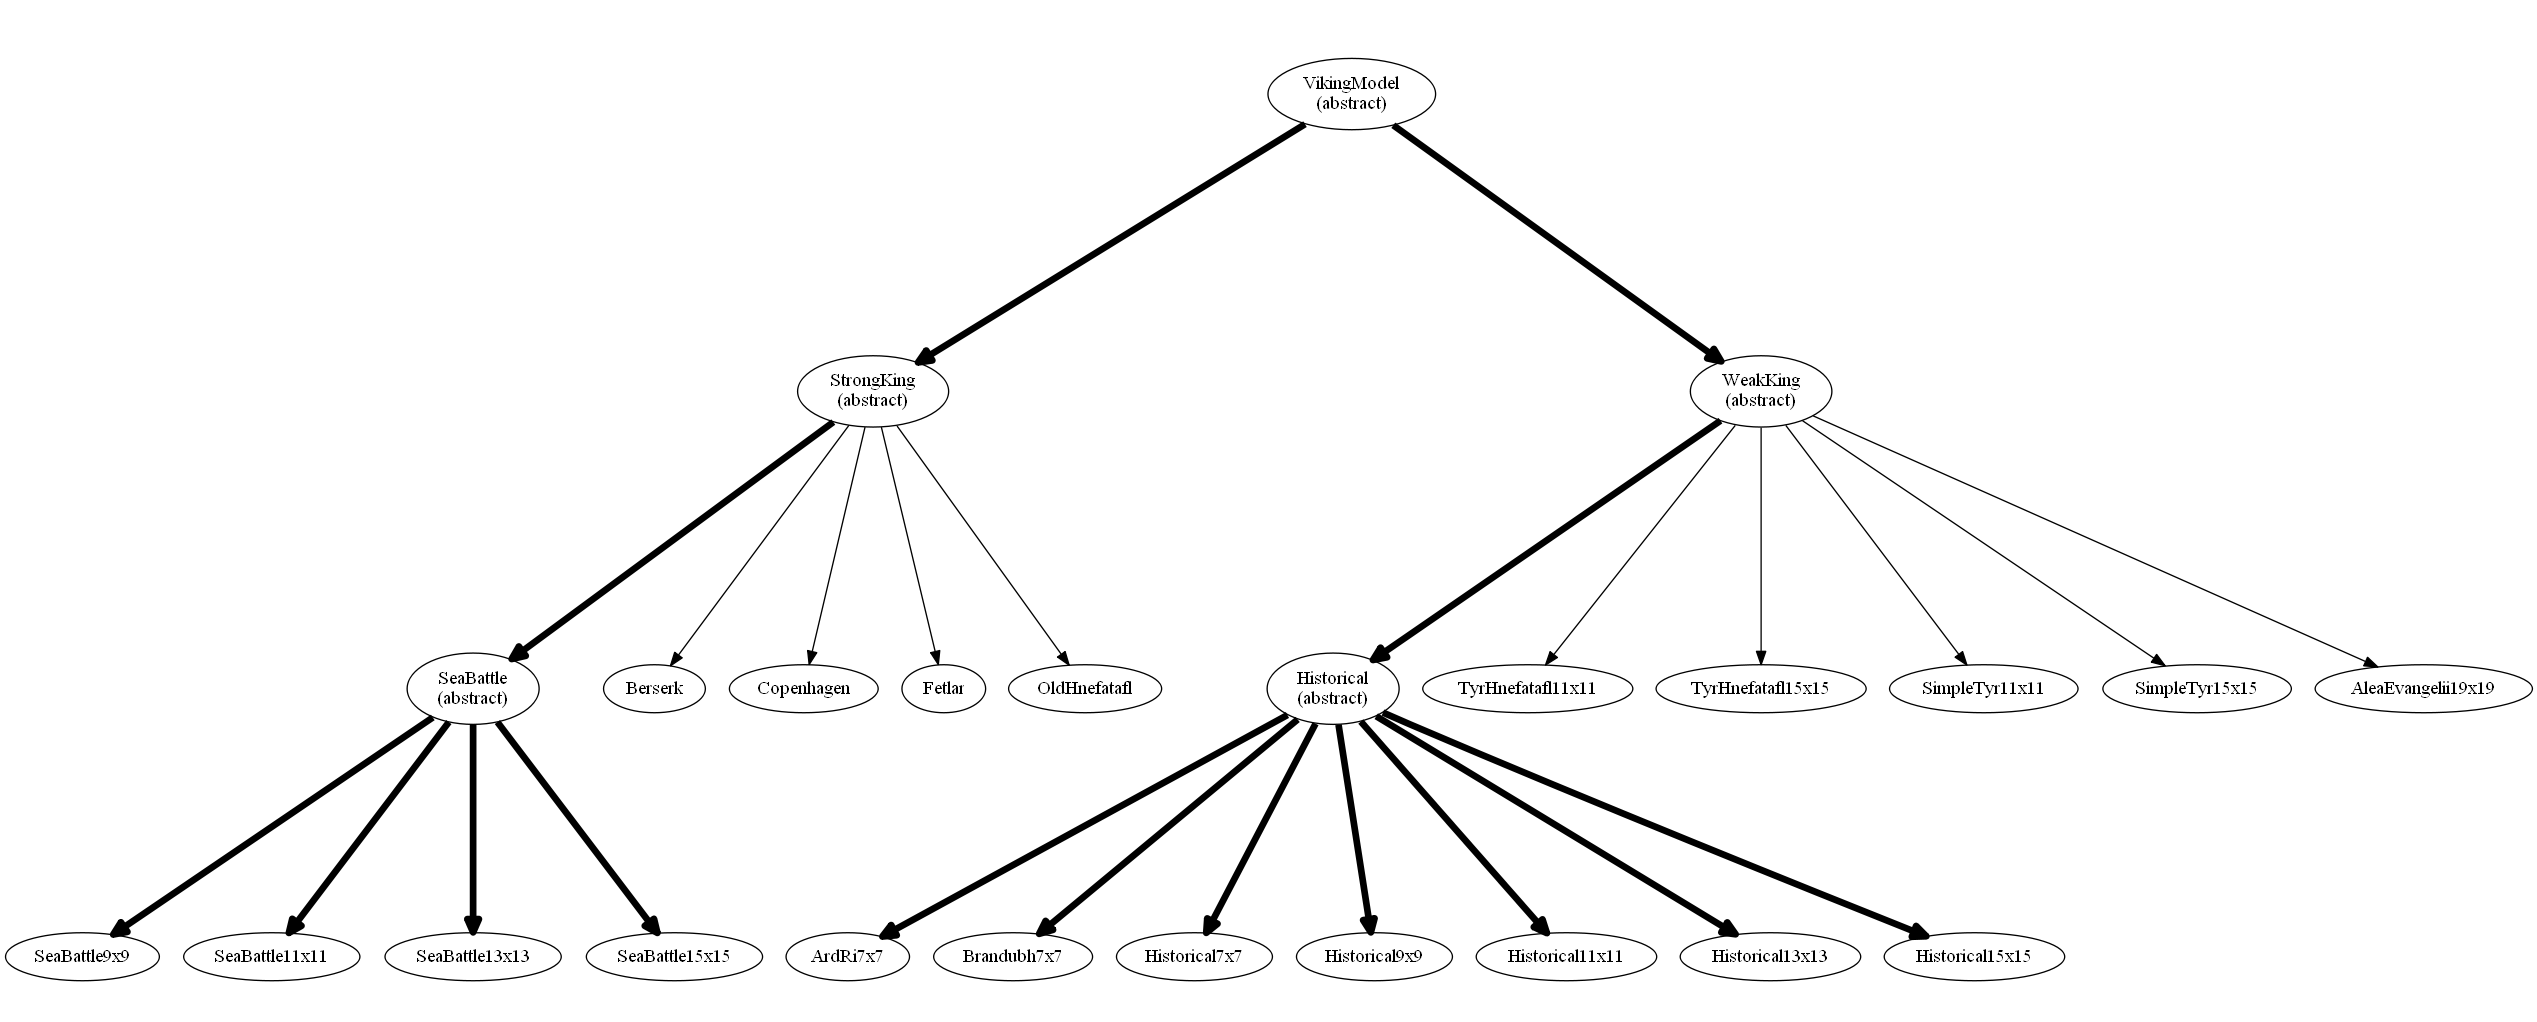 VikingModel
(abstract)
StrongKing
(abstract)
WeakKing
(abstract)
SeaBattle
(abstract)
Berserk
Copenhagen
Fetlar
OldHnefatafl
Historical
(abstract)
TyrHnefatafl11x11
TyrHnefatafl15x15
SimpleTyr11x11
SimpleTyr15x15
AleaEvangelii19x19
SeaBattle9x9
SeaBattle11x11
SeaBattle13x13
SeaBattle15x15
ArdRi7x7
Brandubh7x7
Historical7x7
Historical9x9
Historical11x11
Historical13x13
Historical15x15